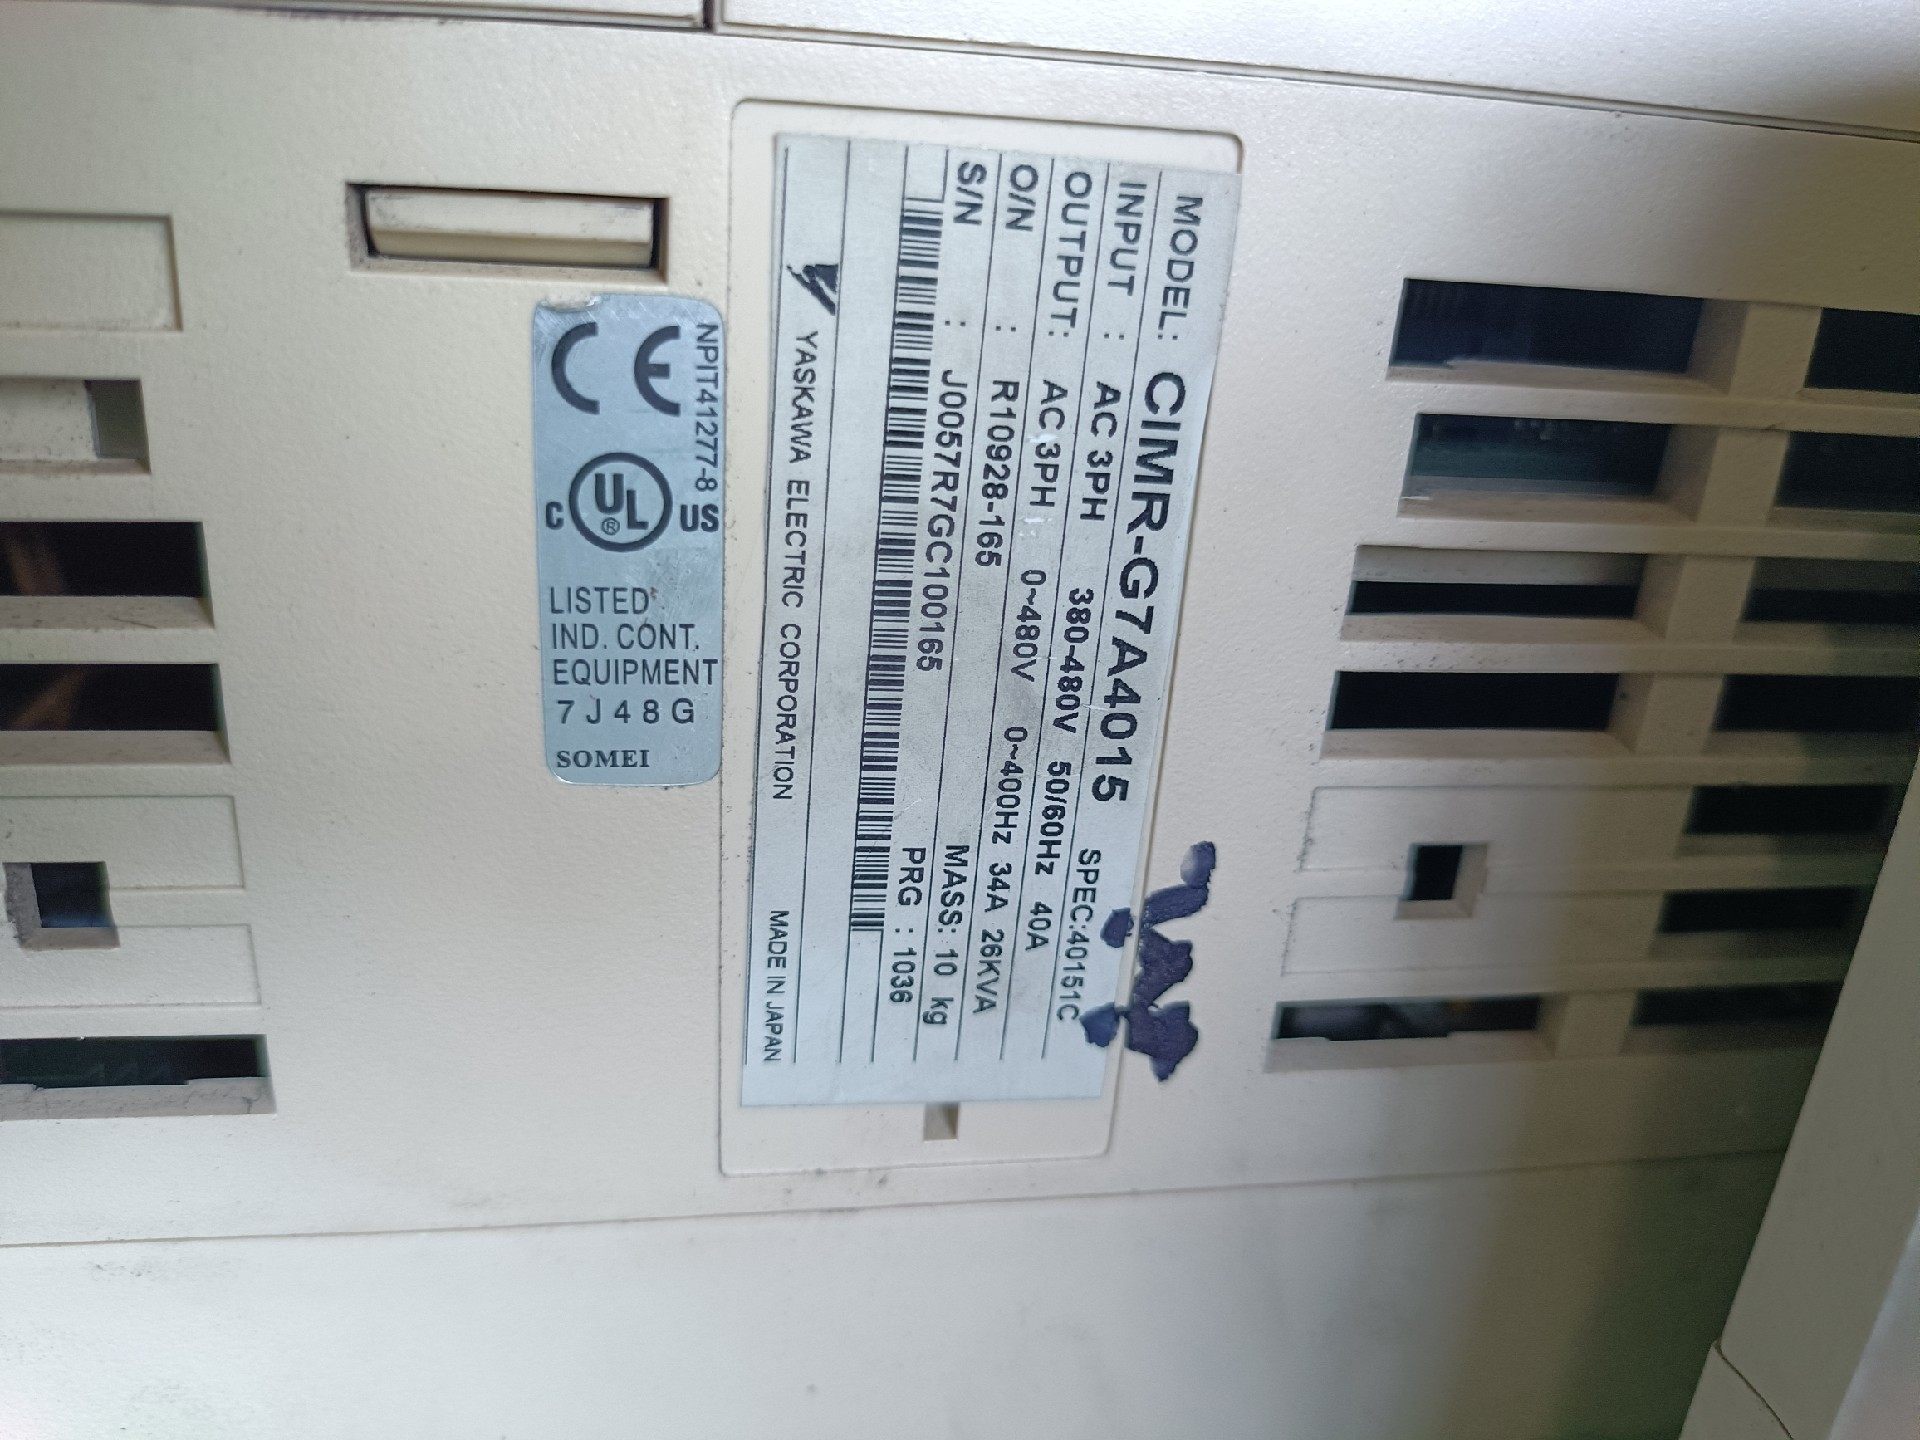 MODEL: CIMR-G7A4015 SPEC:40151C
INPUT : AC 3PH 380-480V 50/60Hz 40A
OUTPUT: AC 3PH 0~480V 0~400Hz 34A 26KVA
O/N : R10928-165 MASS: 10 kg
S/N : J0057R7GC100165 PRG : 1036
YASKAWA ELECTRIC CORPORATION MADE IN JAPAN
NPIT41277-8
CE
C UL ® US
LISTED
IND. CONT.
EQUIPMENT
7J48G
SOMEI